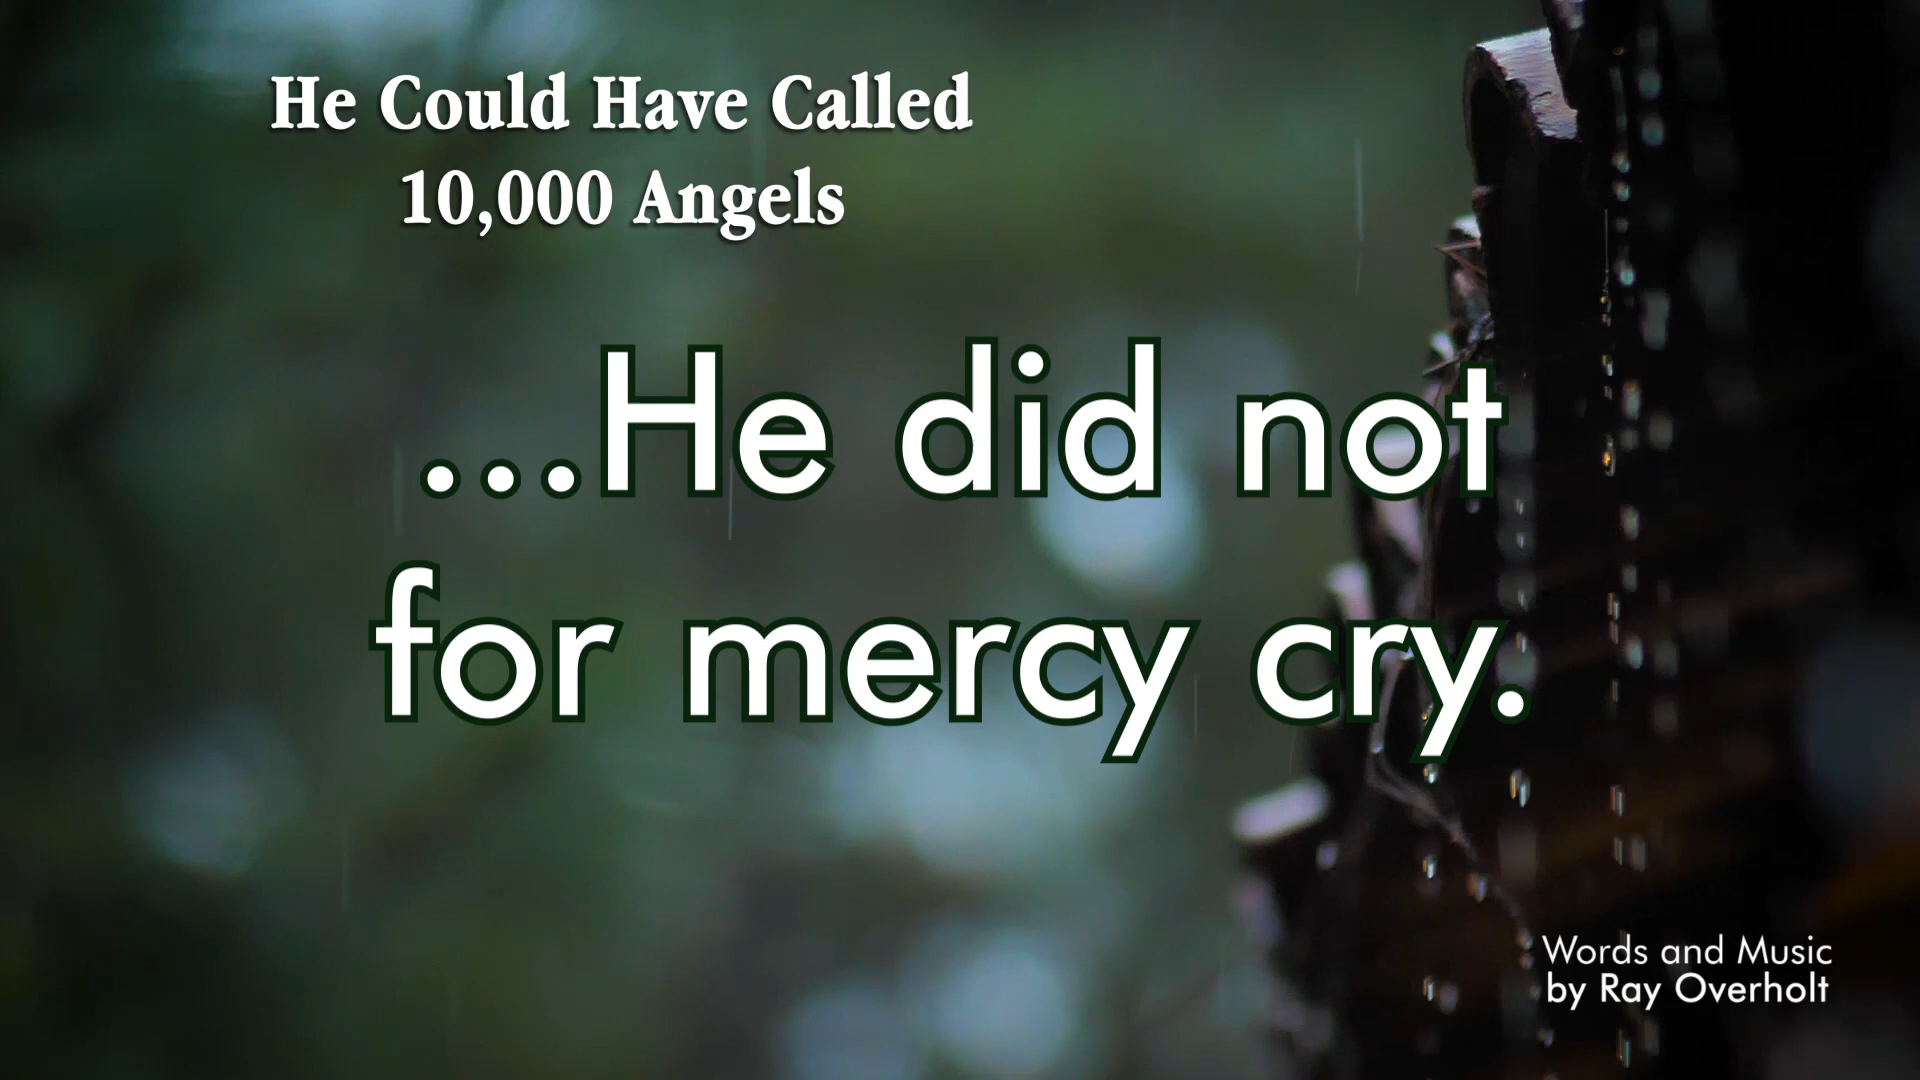 He Could Have Called
10,000 Angels
...He did not
for mercy cry.
Words and Music
by Ray Overholt